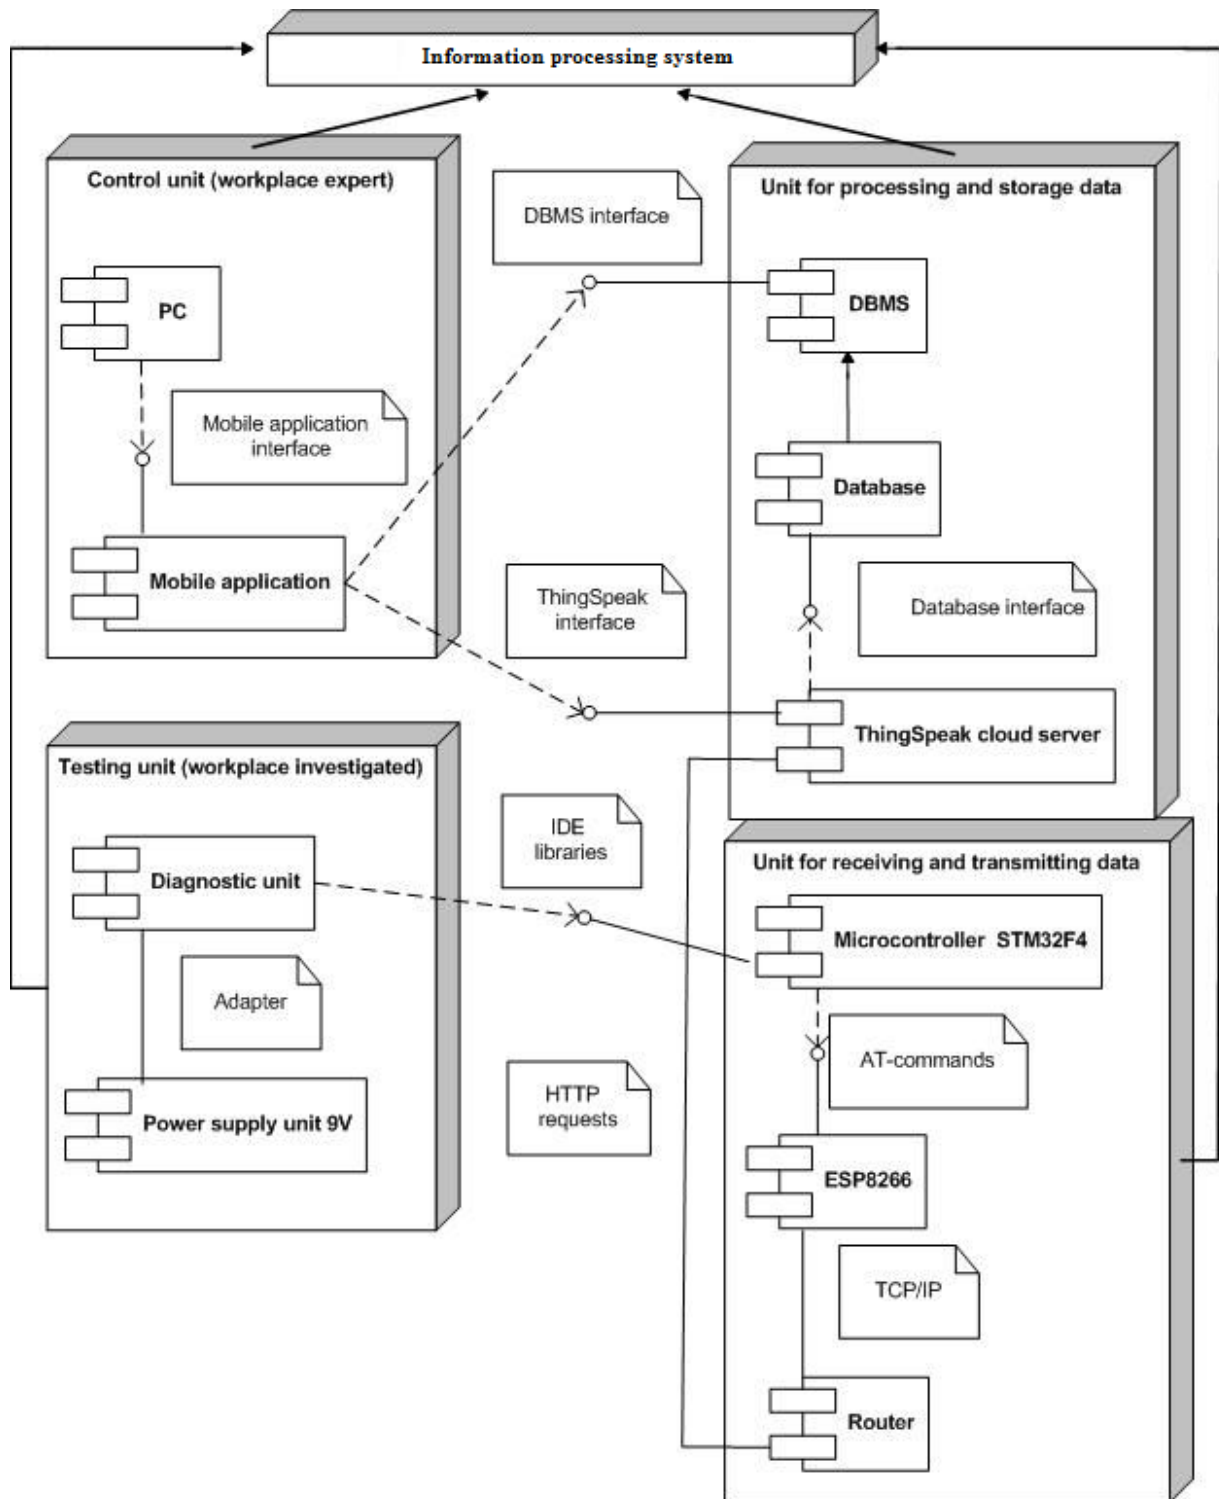 Information processing system
Control unit (workplace expert)
PC
Mobile application
interface
Mobile application
DBMS interface
Unit for processing and storage data
DBMS
Database
Database interface
ThingSpeak
interface
ThingSpeak cloud server
Testing unit (workplace investigated)
Diagnostic unit
Adapter
Power supply unit 9V
IDE
libraries
HTTP
requests
Unit for receiving and transmitting data
Microcontroller STM32F4
AT-commands
ESP8266
TCP/IP
Router